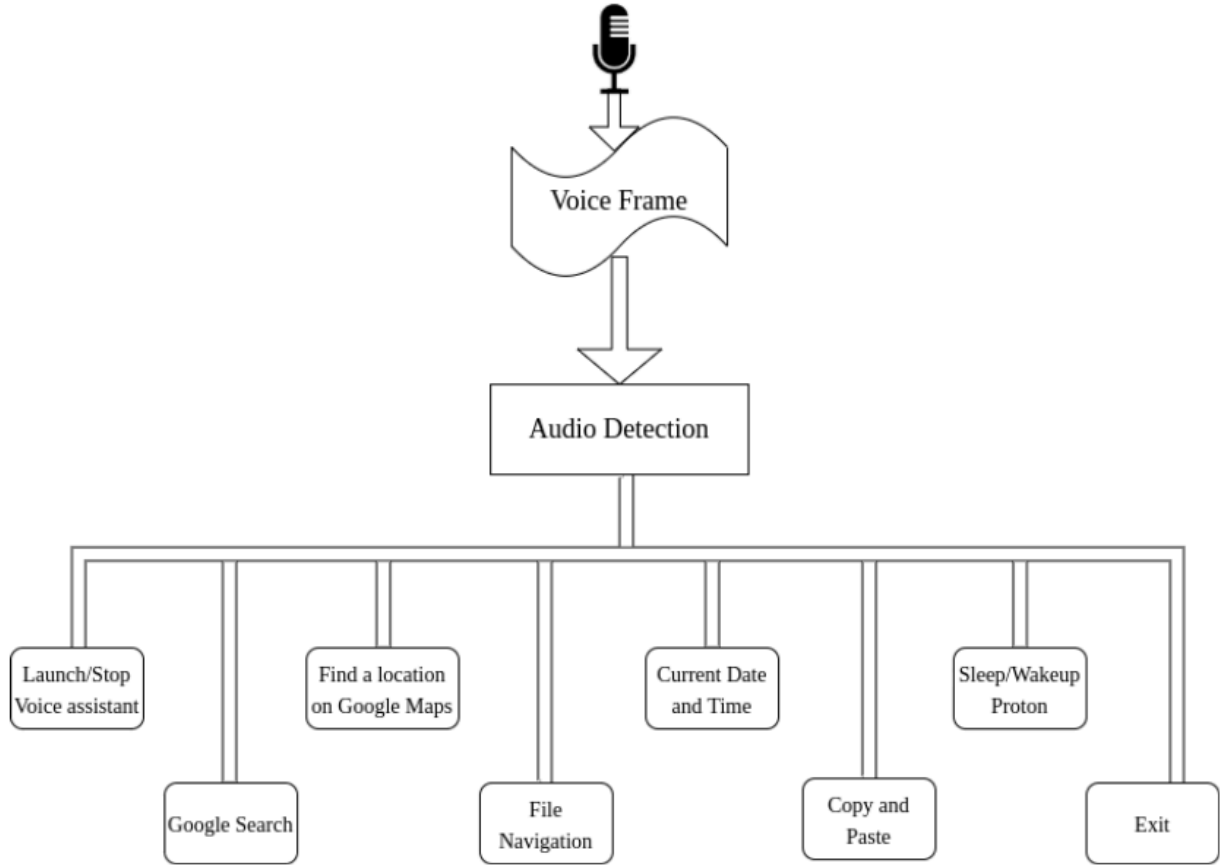 Voice Frame
Audio Detection
Launch/Stop
Voice assistant
Find a location
on Google Maps
Current Date
and Time
Sleep/Wakeup
Proton
Google Search
File
Navigation
Copy and
Paste
Exit